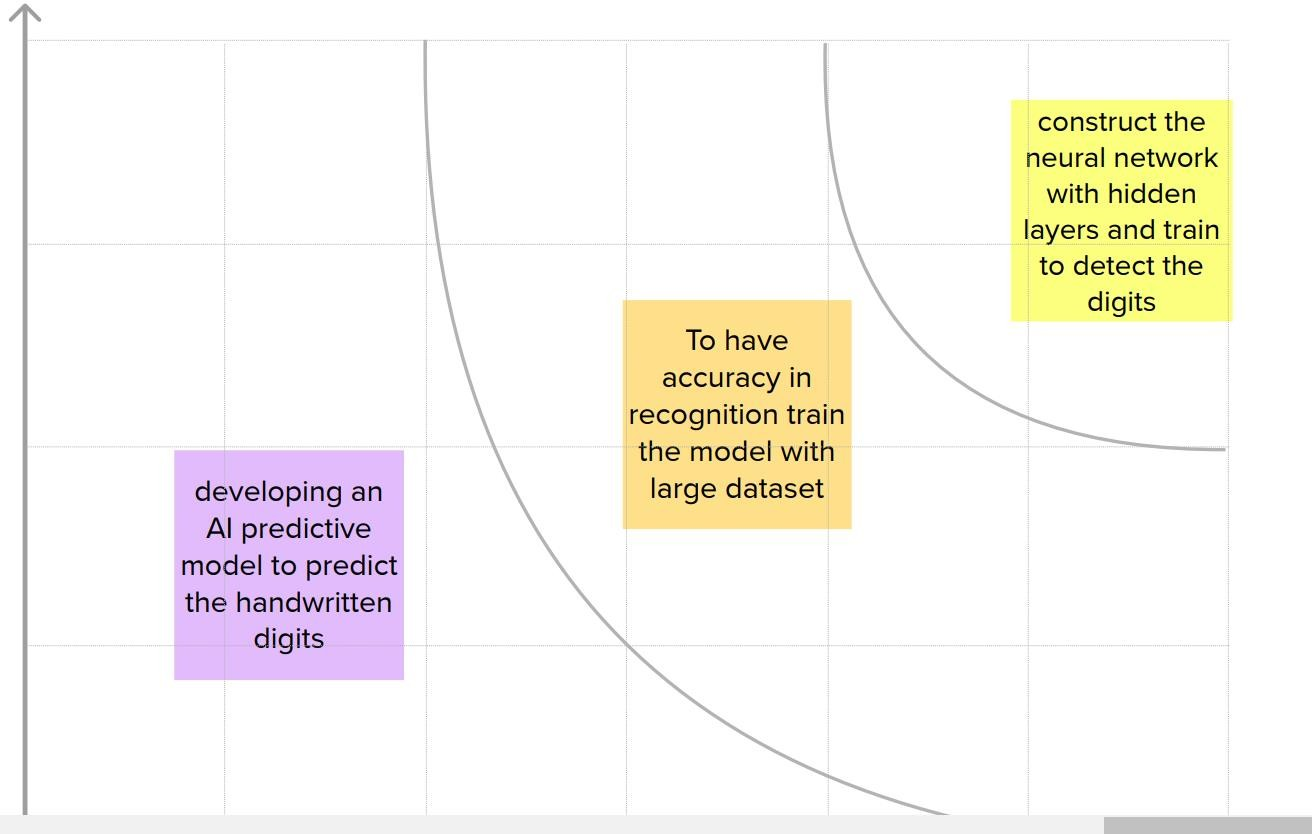 developing an
AI predictive
model to predict
the handwritten
digits
To have
accuracy in
recognition train
the model with
large dataset
construct the
neural network
with hidden
layers and train
to detect the
digits